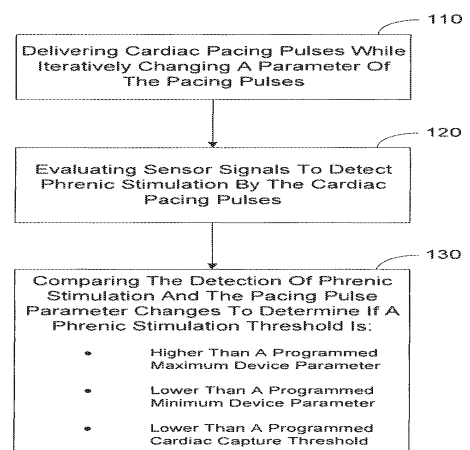 110
Delivering Cardiac Pacing Pulses While
Iteratively Changing A Parameter Of
The Pacing Pulses
120
Evaluating Sensor Signals To Detect
Phrenic Stimulation By The Cardiac
Pacing Pulses
130
Comparing The Detection Of Phrenic
Stimulation And The Pacing Pulse
Parameter Changes To Determine If A
Phrenic Stimulation Threshold Is:
• Higher Than A Programmed
Maximum Device Parameter
• Lower Than A Programmed
Minimum Device Parameter
• Lower Than A Programmed
Cardiac Capture Threshold